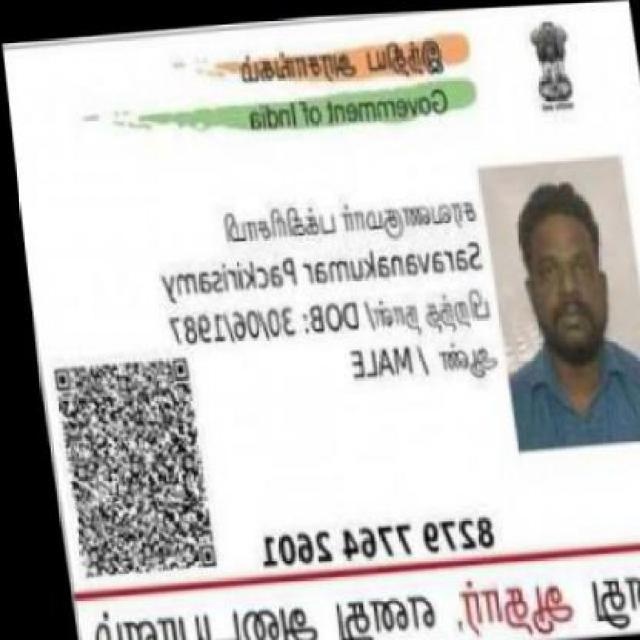 இந்திய அரசாங்கம்
Government of India
சரவணகுமார் பக்கிரிசாமி
Saravanakumar Packirisamy
பிறந்த நாள்/ DOB: 30/06/1987
ஆண் / MALE
8279 7764 2601
ஆதார், எனது அடையாளம்